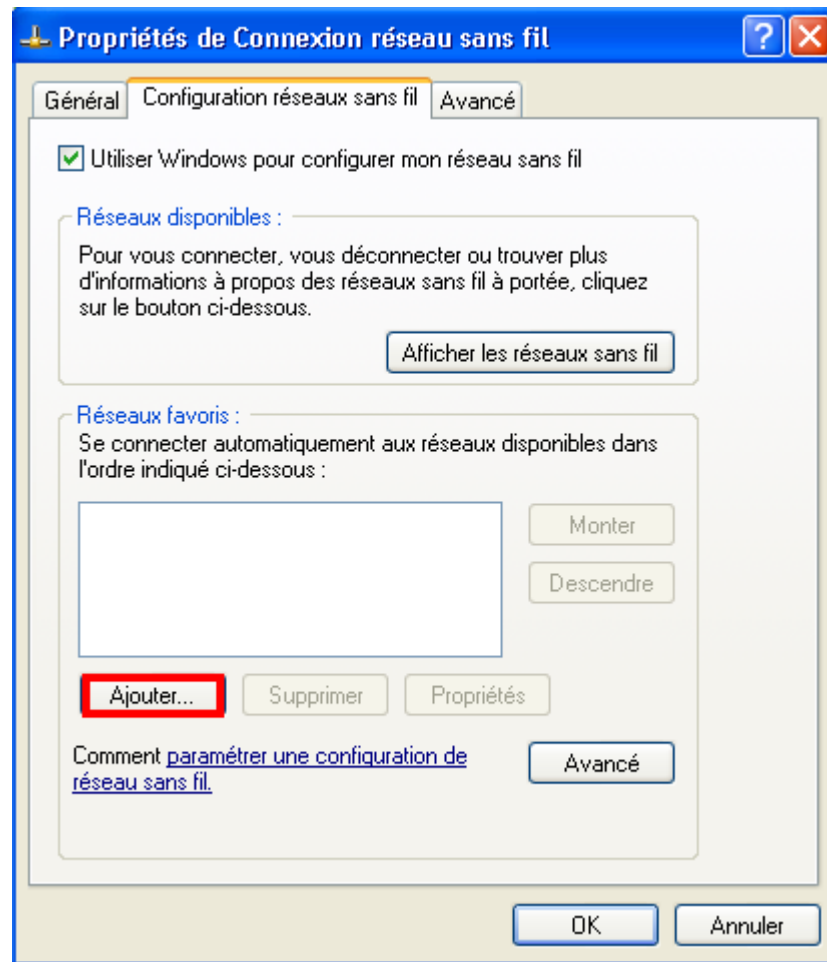 Propriétés de Connexion réseau sans fil
Général Configuration réseaux sans fil Avancé
Utiliser Windows pour configurer mon réseau sans fil
Réseaux disponibles :
Pour vous connecter, vous déconnecter ou trouver plus
d'informations à propos des réseaux sans fil à portée, cliquez
sur le bouton ci-dessous.
Afficher les réseaux sans fil
Réseaux favoris :
Se connecter automatiquement aux réseaux disponibles dans
l'ordre indiqué ci-dessous :
Monter
Descendre
Ajouter... Supprimer Propriétés
Comment paramétrer une configuration de
réseau sans fil.
Avancé
OK Annuler